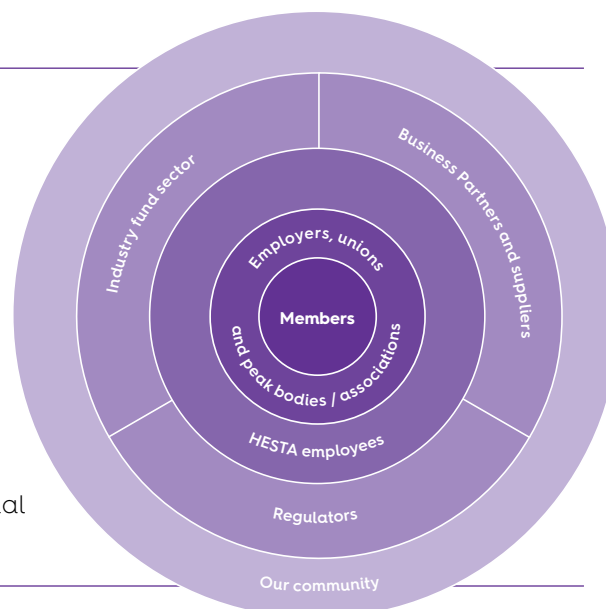 Industry fund sector
Business Partners and suppliers
Employers, unions
Members
and peak bodies / associations
HESTA employees
Regulators
Our community